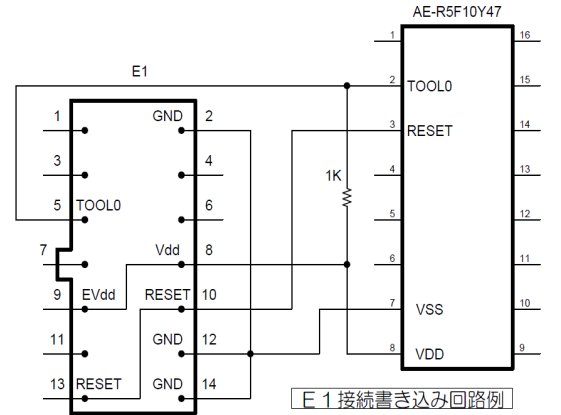 AE-R5F10Y47
E1
1 GND 2
3 4
5 TOOL0 6
7 Vdd 8
9 EVdd RESET 10
11 GND 12
13 RESET GND 14
1K
1 16
2 TOOL0 15
3 RESET 14
4 13
5 12
6 11
7 VSS 10
8 VDD 9
E1接続書き込み回路例